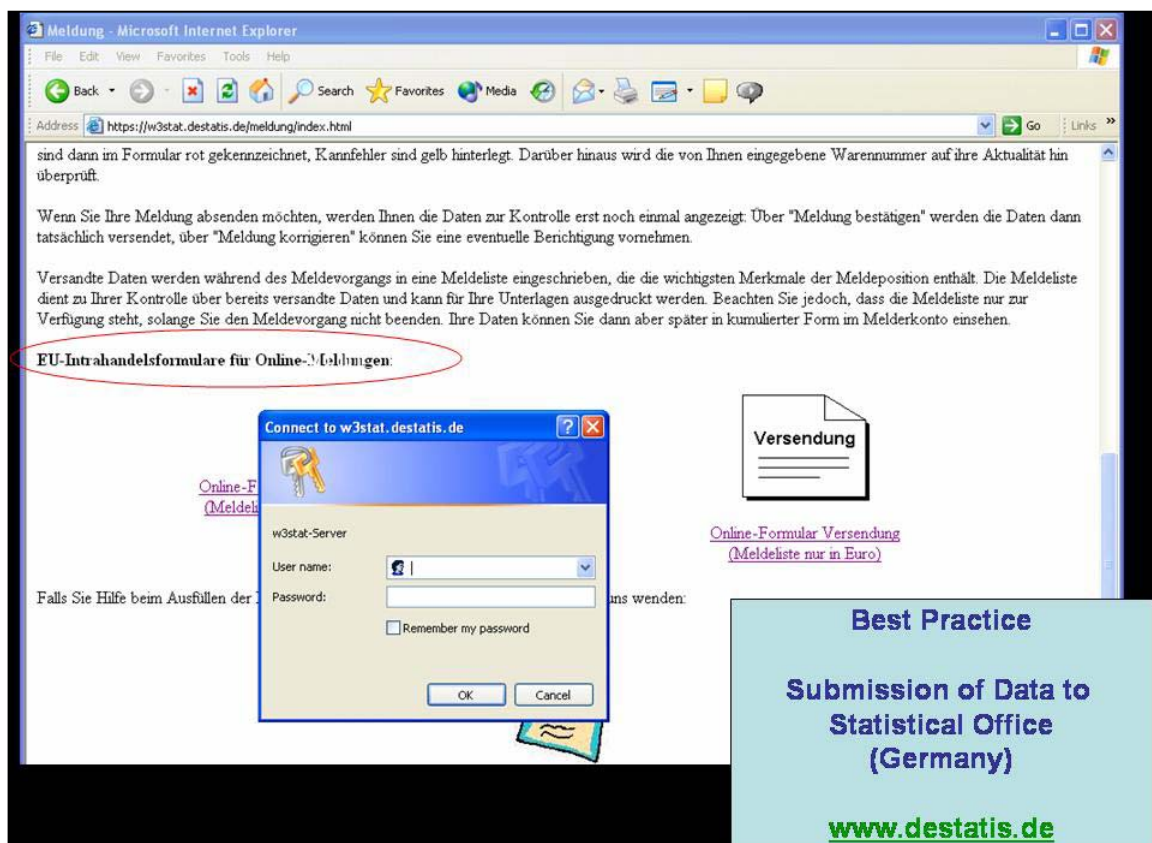 Meldung - Microsoft Internet Explorer
File Edit View Favorites Tools Help
Back Search Favorites Media
Address https://w3stat.destatis.de/meldung/index.html Go Links »
sind dann im Formular rot gekennzeichnet, Kannfehler sind gelb hinterlegt. Darüber hinaus wird die von Ihnen eingegebene Warennummer auf ihre Aktualität hin
überprüft.
Wenn Sie Ihre Meldung absenden möchten, werden Ihnen die Daten zur Kontrolle erst noch einmal angezeigt: Über "Meldung bestätigen" werden die Daten dann
tatsächlich versendet, über "Meldung korrigieren" können Sie eine eventuelle Berichtigung vornehmen.
Versandte Daten werden während des Meldevorgangs in eine Meldeliste eingeschrieben, die die wichtigsten Merkmale der Meldeposition enthält. Die Meldeliste
dient zu Ihrer Kontrolle über bereits versandte Daten und kann für Ihre Unterlagen ausgedruckt werden. Beachten Sie jedoch, dass die Meldeliste nur zur
Verfügung steht, solange Sie den Meldevorgang nicht beenden. Ihre Daten können Sie dann aber später in kumulierter Form im Melderkonto einsehen.
EU-Intrahandelsformulare für Online-Meldungen:
Connect to w3stat.destatis.de
w3stat-Server
User name:
Password:
Remember my password
OK Cancel
Online-F
(Meldeli
Versendung
Online-Formular Versendung
(Meldeliste nur in Euro)
Falls Sie Hilfe beim Ausfüllen der uns wenden:
Best Practice
Submission of Data to
Statistical Office
(Germany)
www.destatis.de